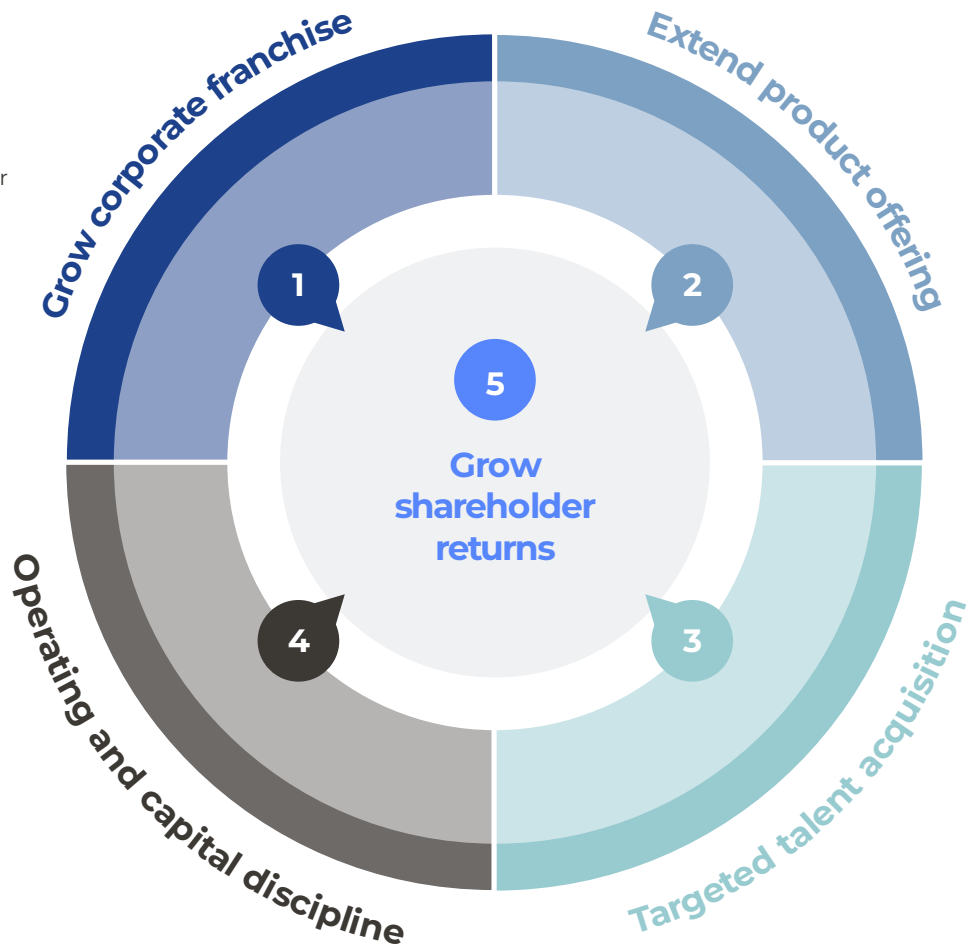 Grow corporate franchise
Extend product offering
r
1
2
5
Grow
shareholder
returns
4
3
Operating and capital discipline
Targeted talent acquisition